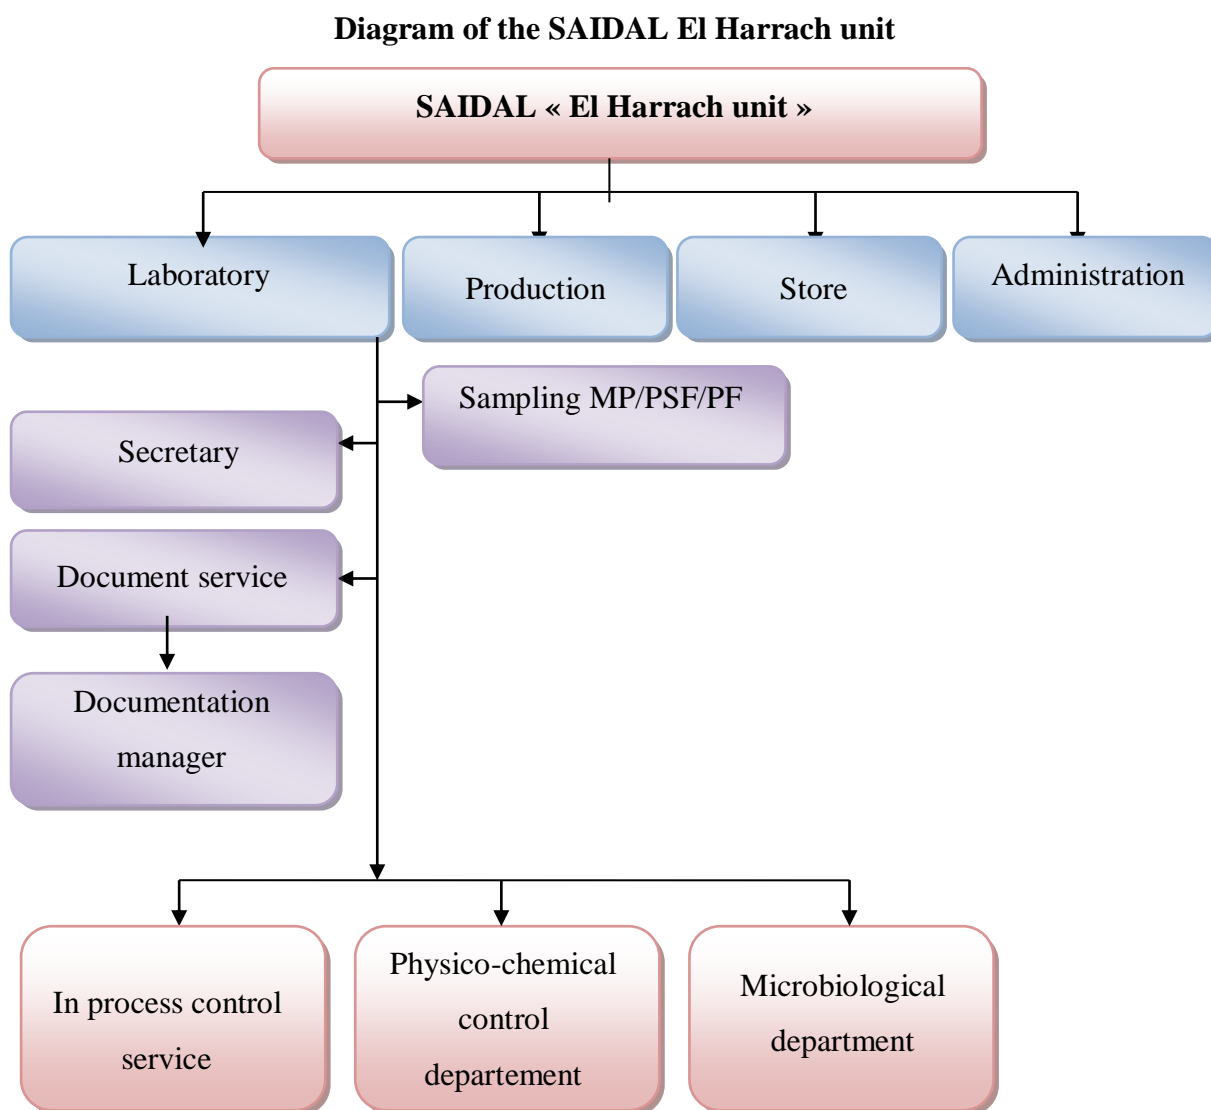 Diagram of the SAIDAL El Harrach unit
SAIDAL « El Harrach unit »
Laboratory
Production
Store
Administration
Sampling MP/PSF/PF
Secretary
Document service
Documentation
manager
In process control
service
Physico-chemical
control
departement
Microbiological
department